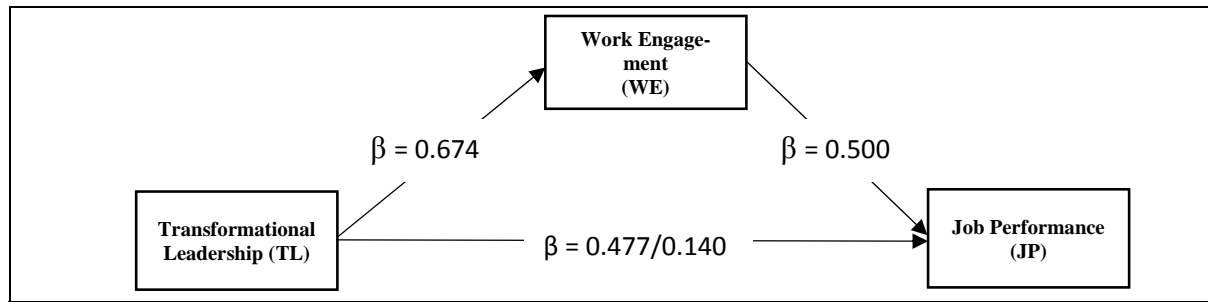 Work Engage-
ment
(WE)
β = 0.674
β = 0.500
Transformational
Leadership (TL)
β = 0.477/0.140
Job Performance
(JP)